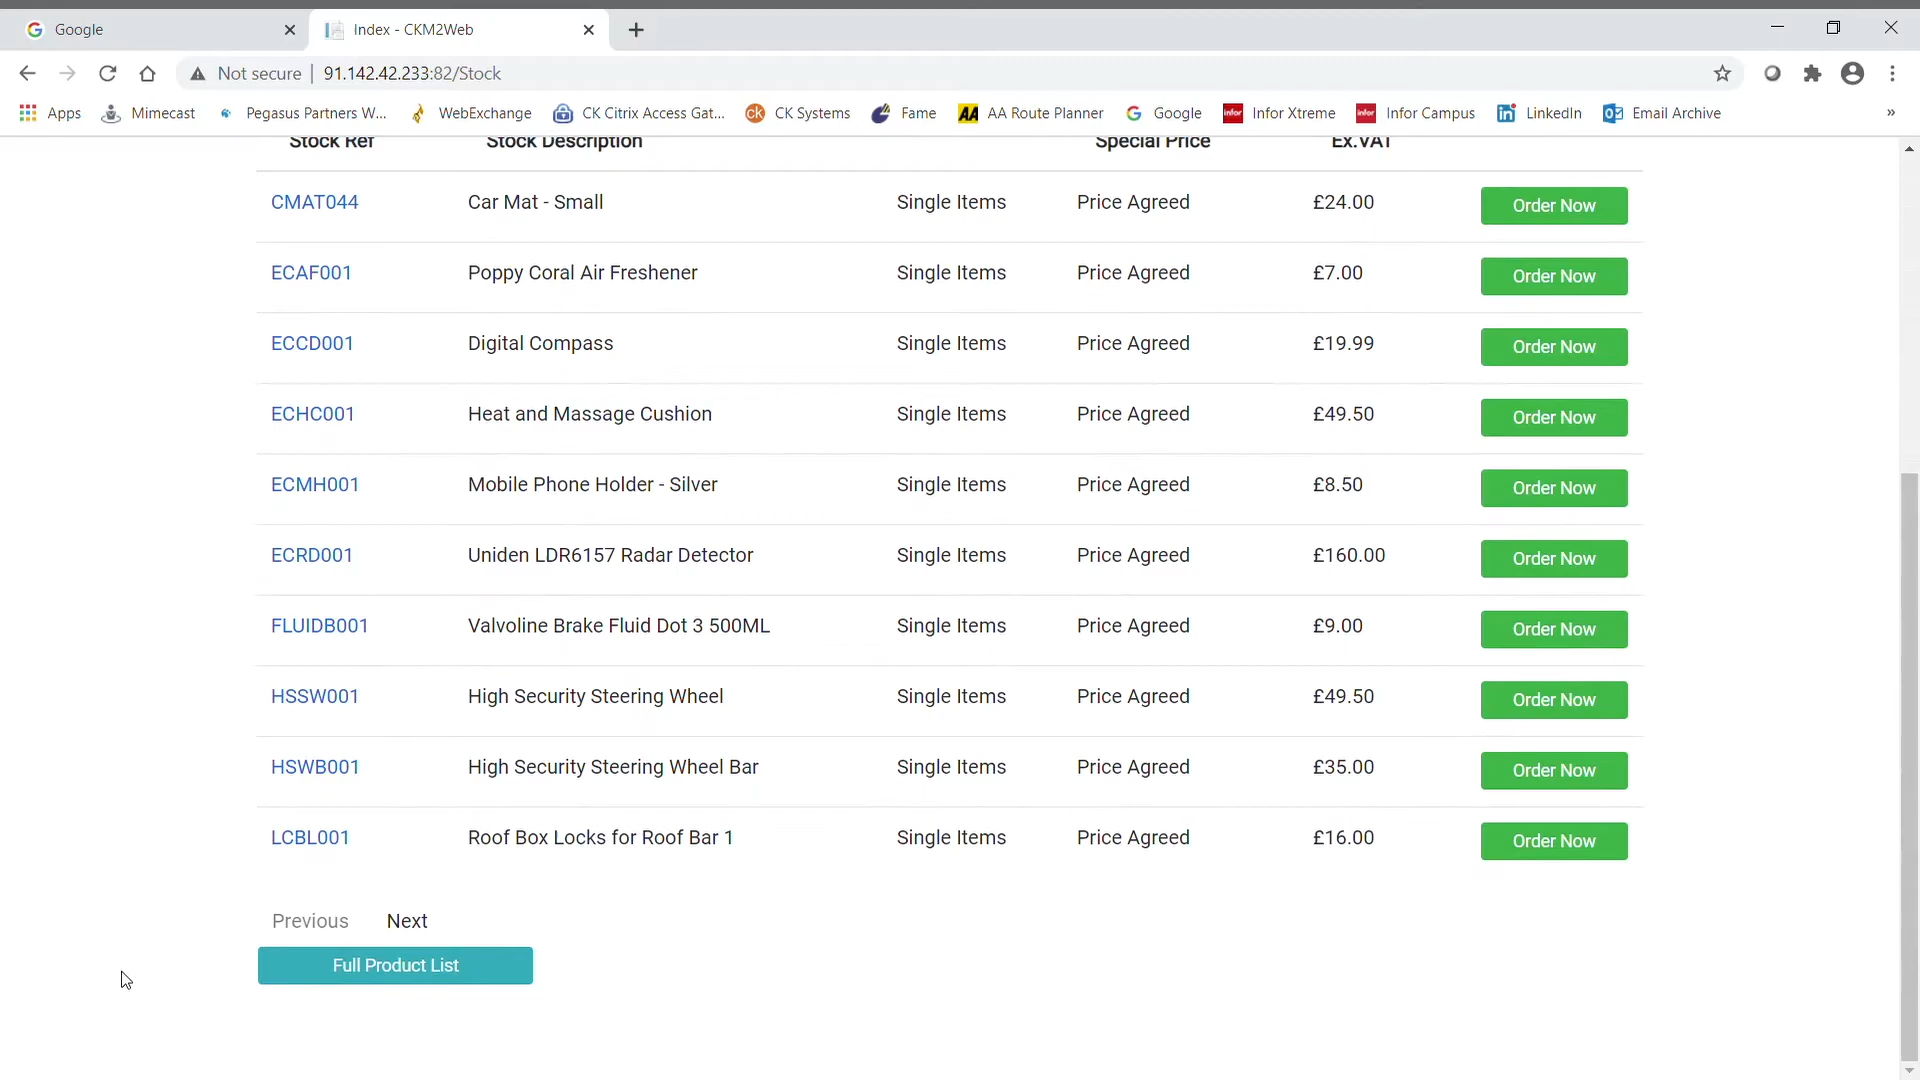 Google
Index - CKM2Web
Not secure | 91.142.42.233:82/Stock
Apps Mimecast Pegasus Partners W... WebExchange CK Citrix Access Gat... CK Systems Fame AA Route Planner Google Infor Xtreme Infor Campus LinkedIn Email Archive »
Stock Ref Stock Description Special Price Ex.VAT
CMAT044 Car Mat - Small Single Items Price Agreed £24.00 Order Now
ECAF001 Poppy Coral Air Freshener Single Items Price Agreed £7.00 Order Now
ECCD001 Digital Compass Single Items Price Agreed £19.99 Order Now
ECHC001 Heat and Massage Cushion Single Items Price Agreed £49.50 Order Now
ECMH001 Mobile Phone Holder - Silver Single Items Price Agreed £8.50 Order Now
ECRD001 Uniden LDR6157 Radar Detector Single Items Price Agreed £160.00 Order Now
FLUIDB001 Valvoline Brake Fluid Dot 3 500ML Single Items Price Agreed £9.00 Order Now
HSSW001 High Security Steering Wheel Single Items Price Agreed £49.50 Order Now
HSWB001 High Security Steering Wheel Bar Single Items Price Agreed £35.00 Order Now
LCBL001 Roof Box Locks for Roof Bar 1 Single Items Price Agreed £16.00 Order Now
Previous Next
Full Product List